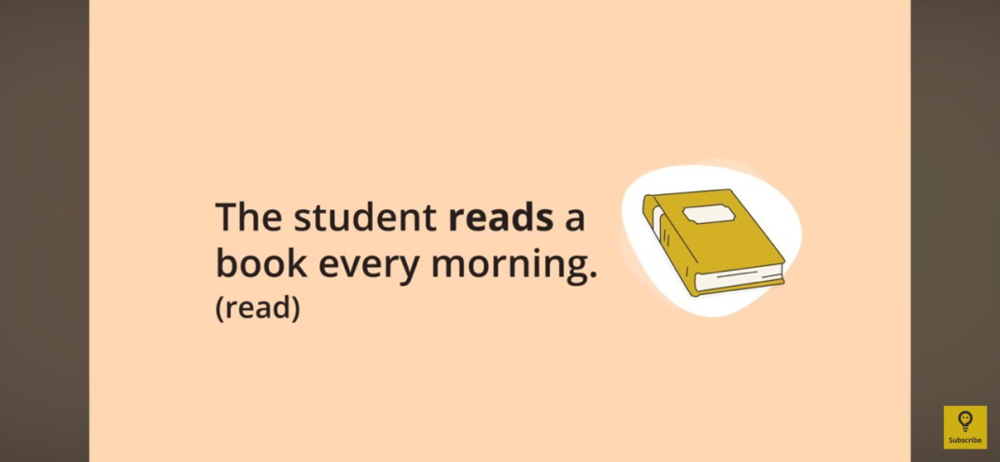 The student reads a
book every morning.
(read)
Subscribe